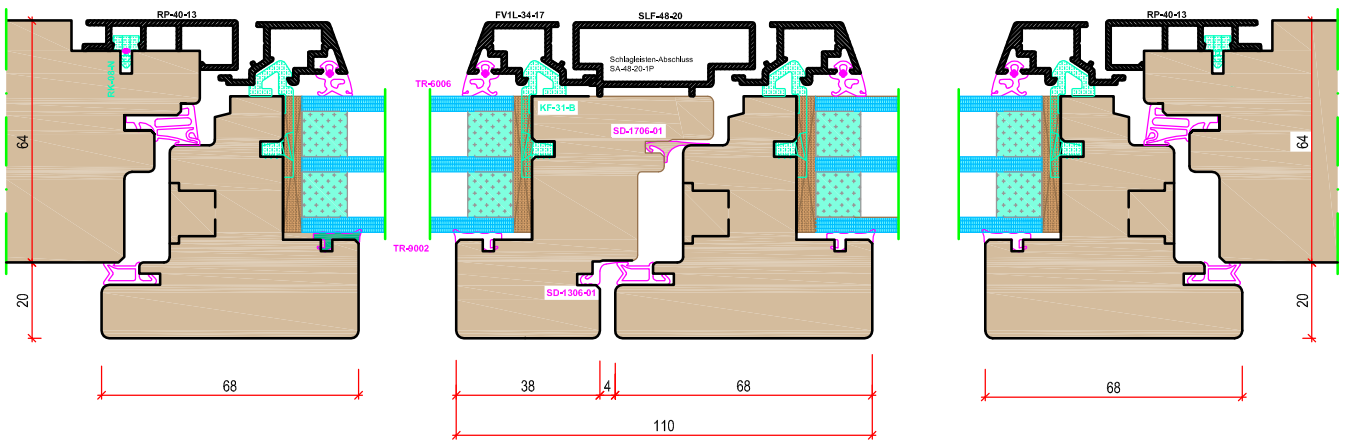 RP-40-13
FV1L-34-17
SLF-48-20
RP-40-13
Schlagleisten-Abschluss
SA-48-20-1P
TR-6006
KF-31-B
SD-1706-01
64
64
TR-9002
SD-1306-01
20
20
68
38
4
68
68
110